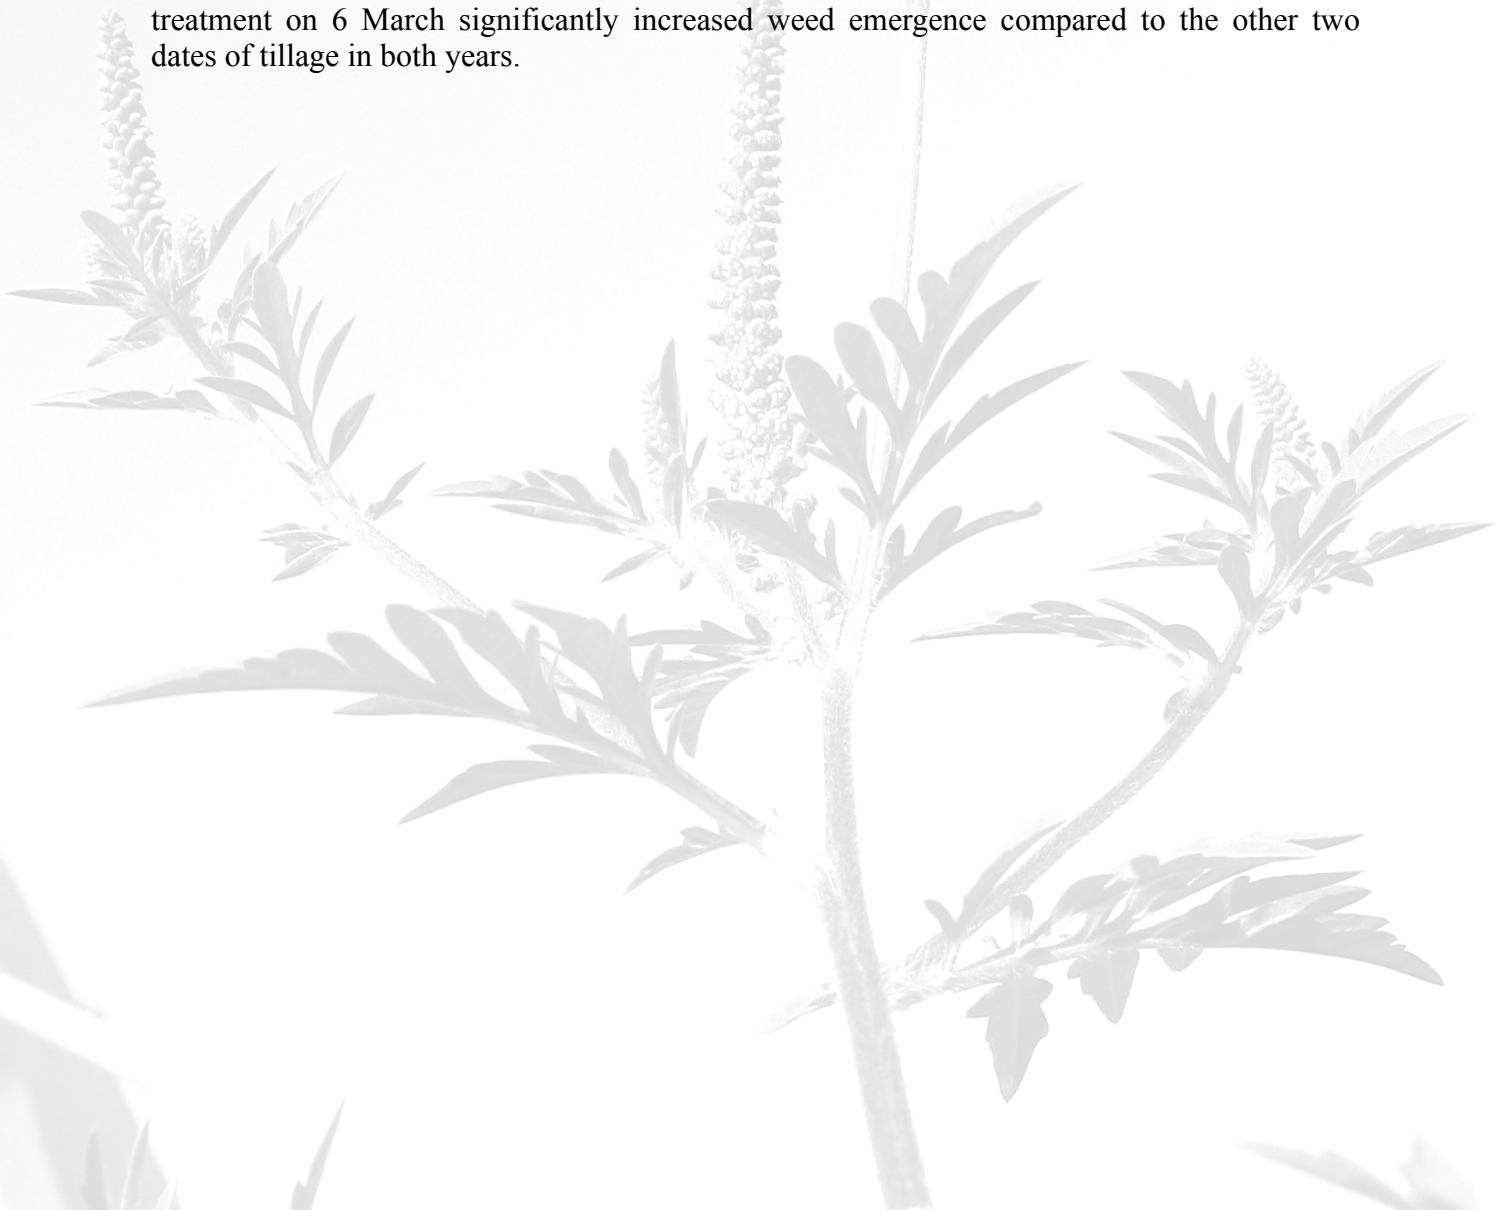 treatment on 6 March significantly increased weed emergence compared to the other two
dates of tillage in both years.